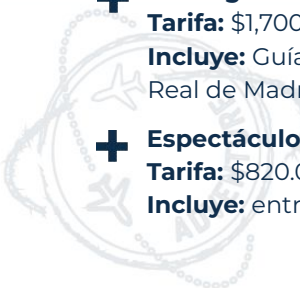 Tarifa: $1,700
Incluye: Guía
Real de Madr
Espectáculo
Tarifa: $820.0
Incluye: entr